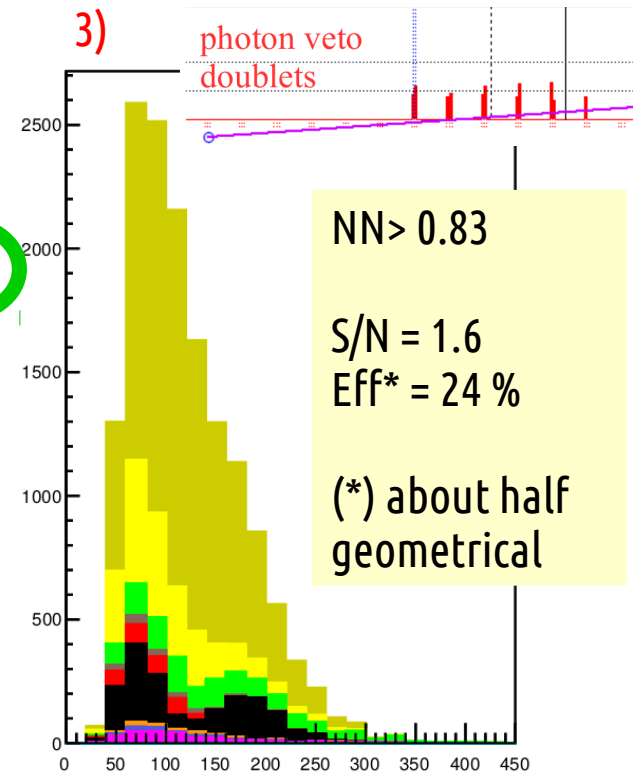 3)
photon veto
doublets
NN> 0.83
S/N = 1.6
Eff* = 24 %
(*) about half
geometrical
2500
2000
1500
1000
500
0
0 50 100 150 200 250 300 350 400 450